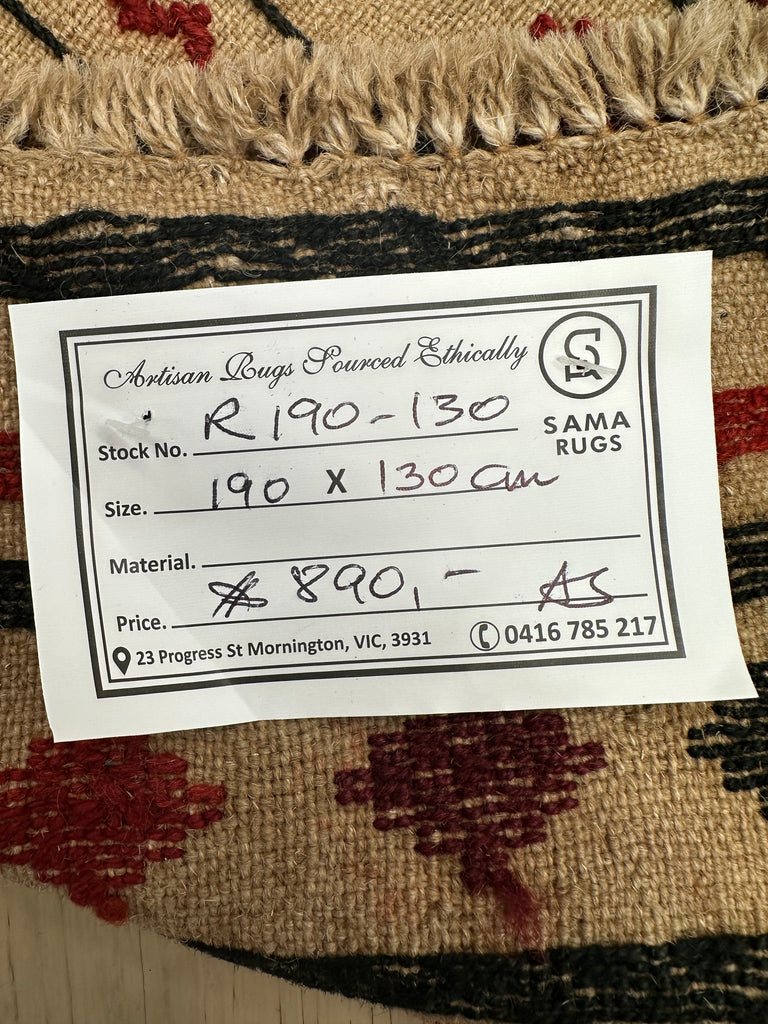 Artisan Rugs Sourced Ethically
SR
SAMA
RUGS
Stock No. R 190-130
Size. 190 x 130 cm
Material.
Price. $ 890,- AS
23 Progress St Mornington, VIC, 3931
0416 785 217